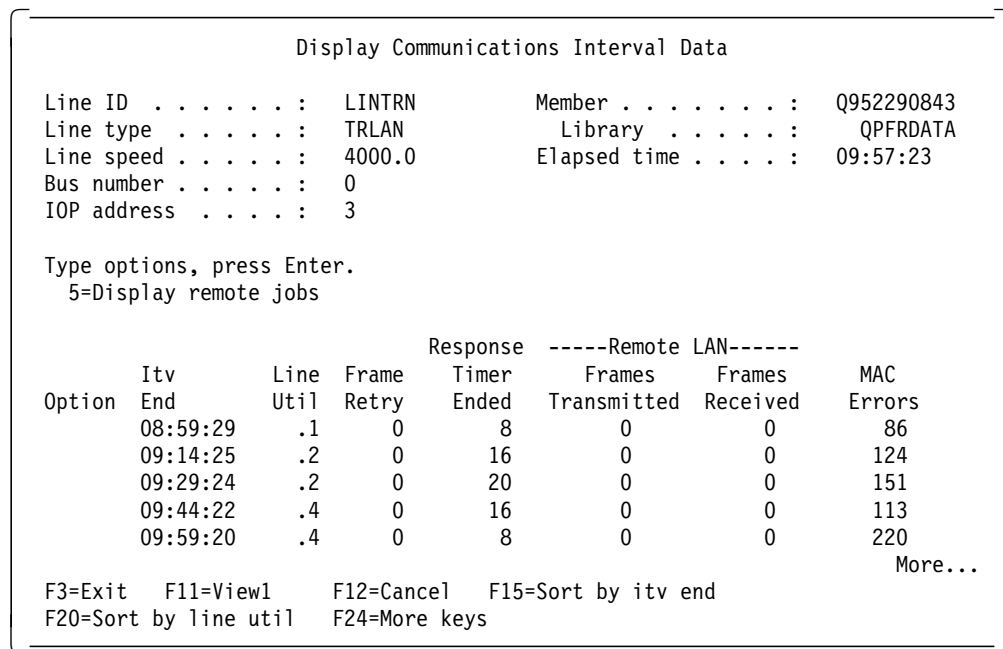 Display Communications Interval Data
Line ID . . . . . . : LINTRN Member . . . . . . . : Q952290843
Line type . . . . . : TRLAN Library . . . . . : QPFRDATA
Line speed . . . . . : 4000.0 Elapsed time . . . . : 09:57:23
Bus number . . . . . : 0
IOP address . . . . : 3
Type options, press Enter.
5=Display remote jobs
Response -----Remote LAN------
Itv Line Frame Timer Frames Frames MAC
Option End Util Retry Ended Transmitted Received Errors
08:59:29 .1 0 8 0 0 86
09:14:25 .2 0 16 0 0 124
09:29:24 .2 0 20 0 0 151
09:44:22 .4 0 16 0 0 113
09:59:20 .4 0 8 0 0 220
More...
F3=Exit F11=View1 F12=Cancel F15=Sort by itv end
F20=Sort by line util F24=More keys